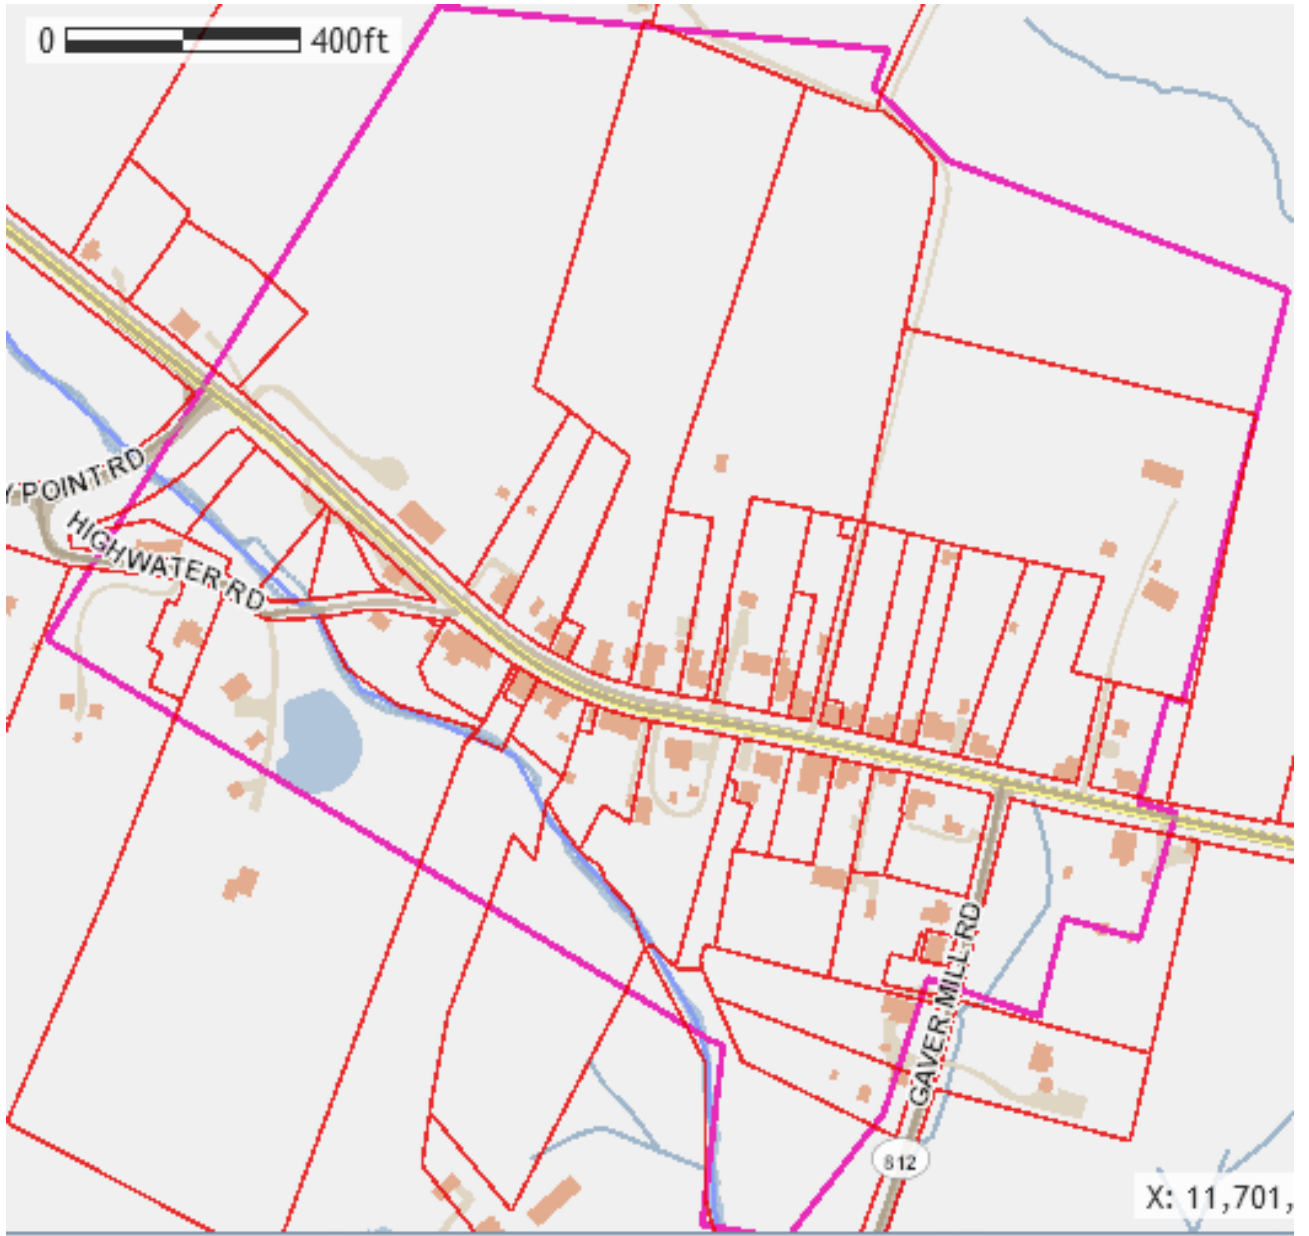 0 400ft
Y POINT RD
HIGHWATER RD
GAVER MILL RD
812
X: 11,701,